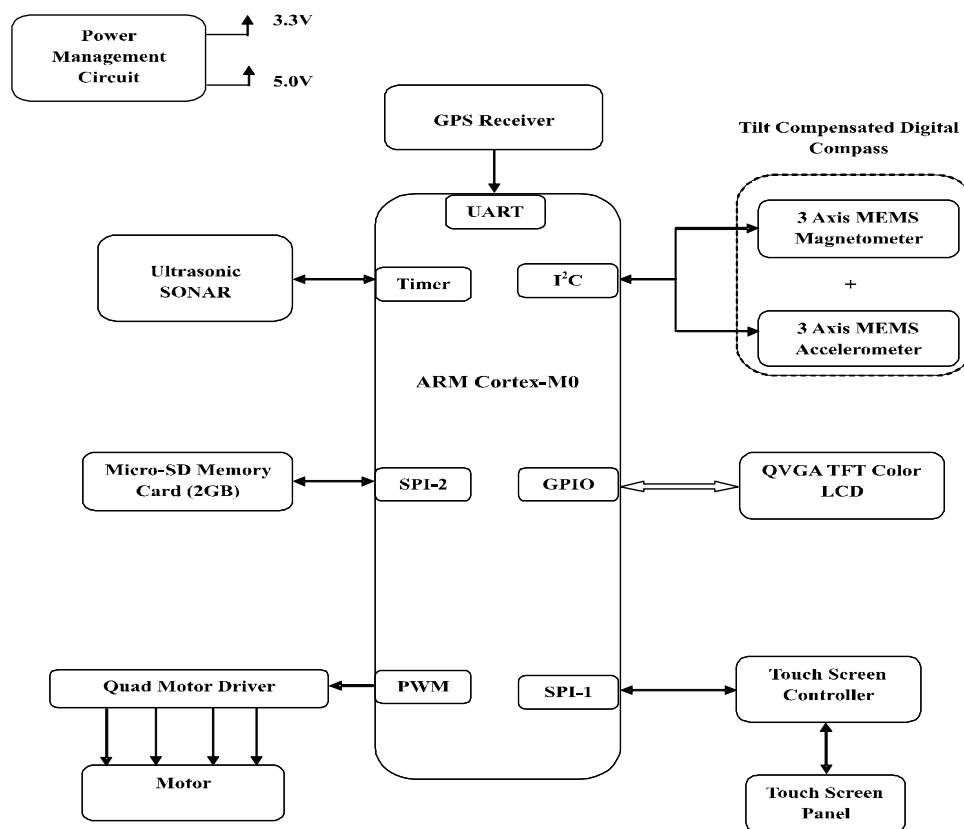 Power
Management
Circuit
3.3V
5.0V
GPS Receiver
Tilt Compensated Digital
Compass
UART
3 Axis MEMS
Magnetometer
+
3 Axis MEMS
Accelerometer
Ultrasonic
SONAR
Timer
I²C
ARM Cortex-M0
Micro-SD Memory
Card (2GB)
SPI-2
GPIO
QVGA TFT Color
LCD
Quad Motor Driver
PWM
SPI-1
Touch Screen
Controller
Motor
Touch Screen
Panel